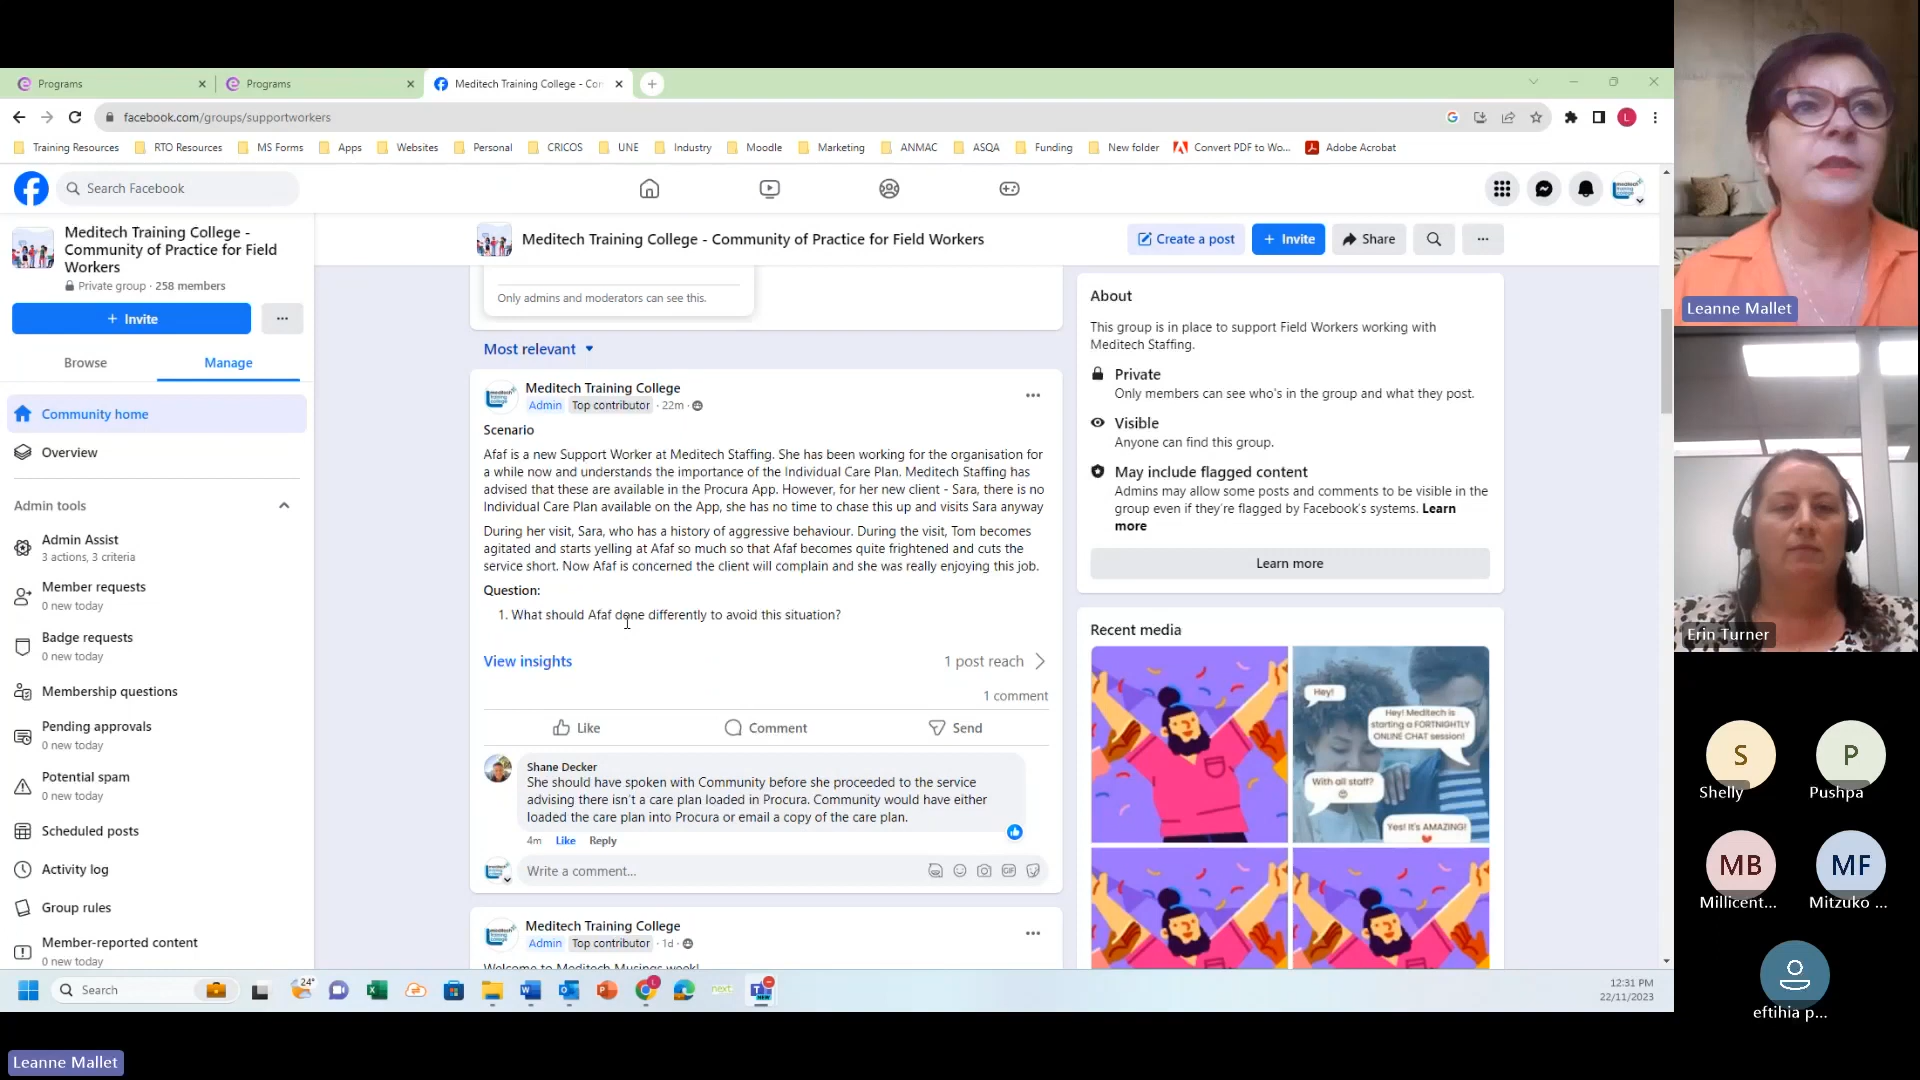 Programs
Programs
Meditech Training College - Con
facebook.com/groups/supportworkers
Training Resources
RTO Resources
MS Forms
Apps
Websites
Personal
CRICOS
UNE
Industry
Moodle
Marketing
ANMAC
ASQA
Funding
New folder
Convert PDF to Wo...
Adobe Acrobat
Search Facebook
Meditech Training College -
Community of Practice for Field
Workers
Private group · 258 members
+ Invite
Browse
Manage
Community home
Overview
Admin tools
Admin Assist
3 actions, 3 criteria
Member requests
0 new today
Badge requests
0 new today
Membership questions
Pending approvals
0 new today
Potential spam
0 new today
Scheduled posts
Activity log
Group rules
Member-reported content
0 new today
Meditech Training College - Community of Practice for Field Workers
Create a post
+ Invite
Share
Only admins and moderators can see this.
Most relevant
Meditech Training College
Admin Top contributor · 22m ·
Scenario
Afaf is a new Support Worker at Meditech Staffing. She has been working for the organisation for
a while now and understands the importance of the Individual Care Plan. Meditech Staffing has
advised that these are available in the Procura App. However, for her new client - Sara, there is no
Individual Care Plan available on the App, she has no time to chase this up and visits Sara anyway
During her visit, Sara, who has a history of aggressive behaviour. During the visit, Tom becomes
agitated and starts yelling at Afaf so much so that Afaf becomes quite frightened and cuts the
service short. Now Afaf is concerned the client will complain and she was really enjoying this job.
Question:
1. What should Afaf done differently to avoid this situation?
View insights
1 post reach
1 comment
Like
Comment
Send
Shane Decker
She should have spoken with Community before she proceeded to the service
advising there isn't a care plan loaded in Procura. Community would have either
loaded the care plan into Procura or email a copy of the care plan.
4m Like Reply
Write a comment...
Meditech Training College
Admin Top contributor · 1d ·
Welcome to Meditech Musings week!
About
This group is in place to support Field Workers working with
Meditech Staffing.
Private
Only members can see who's in the group and what they post.
Visible
Anyone can find this group.
May include flagged content
Admins may allow some posts and comments to be visible in the
group even if they're flagged by Facebook's systems. Learn
more
Learn more
Recent media
Hey!
Hey! Meditech is
starting a FORTNIGHTLY
ONLINE CHAT session!
With all staff?
Yes! It's AMAZING!
24°
Search
next
12:31 PM
22/11/2023
Leanne Mallet
Leanne Mallet
Erin Turner
S
Shelly
P
Pushpa
MB
Millicent...
MF
Mitzuko ...
eftihia p...